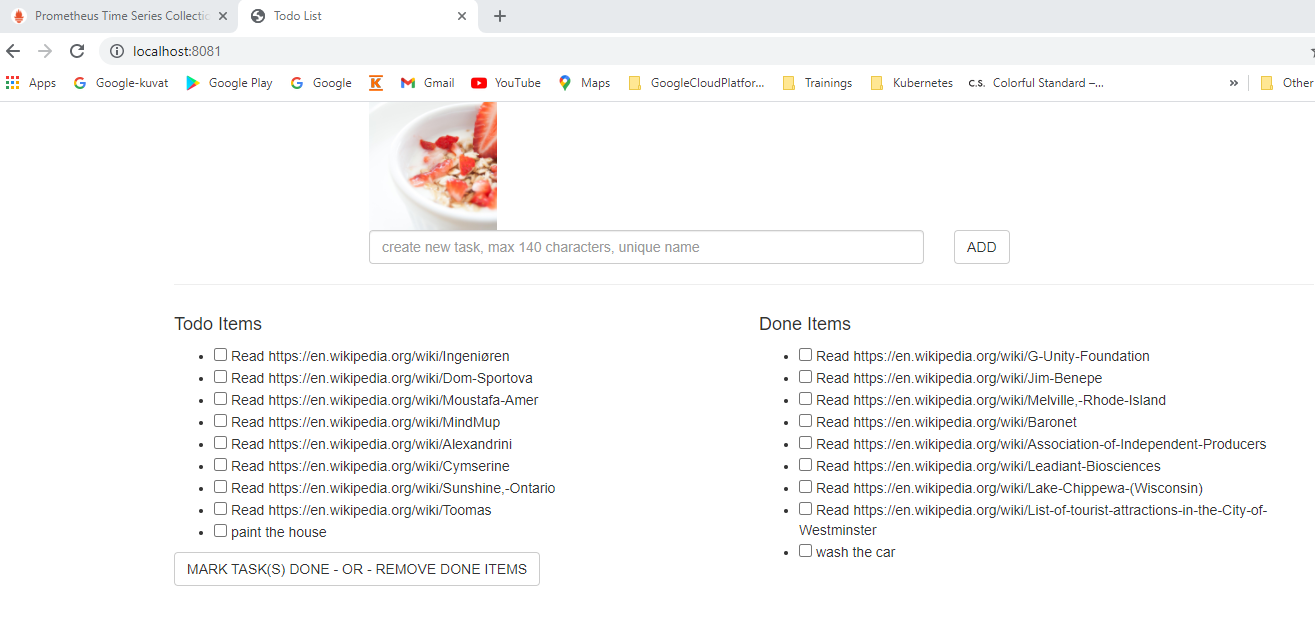 Prometheus Time Series Collectio
Todo List
localhost:8081
Apps
Google-kuvat
Google Play
Google
K
Gmail
YouTube
Maps
GoogleCloudPlatfor...
Trainings
Kubernetes
c.s. Colorful Standard –...
»
Other
create new task, max 140 characters, unique name
ADD
Todo Items
Read https://en.wikipedia.org/wiki/Ingeniøren
Read https://en.wikipedia.org/wiki/Dom-Sportova
Read https://en.wikipedia.org/wiki/Moustafa-Amer
Read https://en.wikipedia.org/wiki/MindMup
Read https://en.wikipedia.org/wiki/Alexandrini
Read https://en.wikipedia.org/wiki/Cymserine
Read https://en.wikipedia.org/wiki/Sunshine,-Ontario
Read https://en.wikipedia.org/wiki/Toomas
paint the house
MARK TASK(S) DONE - OR - REMOVE DONE ITEMS
Done Items
Read https://en.wikipedia.org/wiki/G-Unity-Foundation
Read https://en.wikipedia.org/wiki/Jim-Benepe
Read https://en.wikipedia.org/wiki/Melville,-Rhode-Island
Read https://en.wikipedia.org/wiki/Baronet
Read https://en.wikipedia.org/wiki/Association-of-Independent-Producers
Read https://en.wikipedia.org/wiki/Leadiant-Biosciences
Read https://en.wikipedia.org/wiki/Lake-Chippewa-(Wisconsin)
Read https://en.wikipedia.org/wiki/List-of-tourist-attractions-in-the-City-of-
Westminster
wash the car